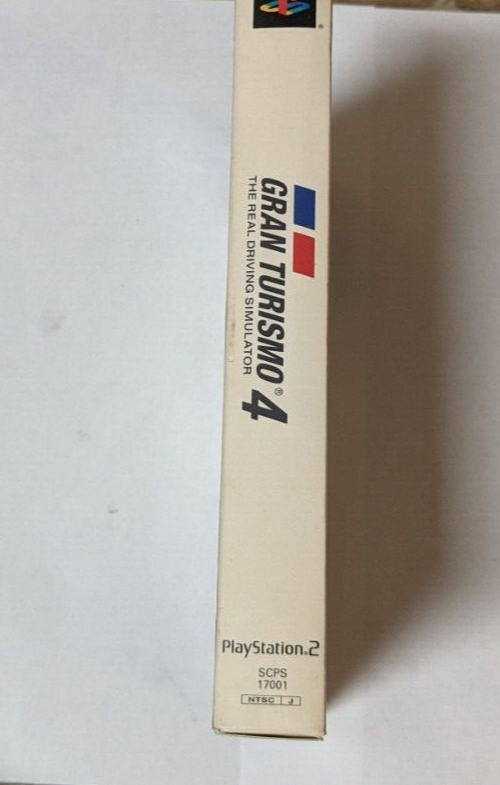 GRAN TURISMO® 4
THE REAL DRIVING SIMULATOR
PlayStation®2
SCPS
17001
NTSC J